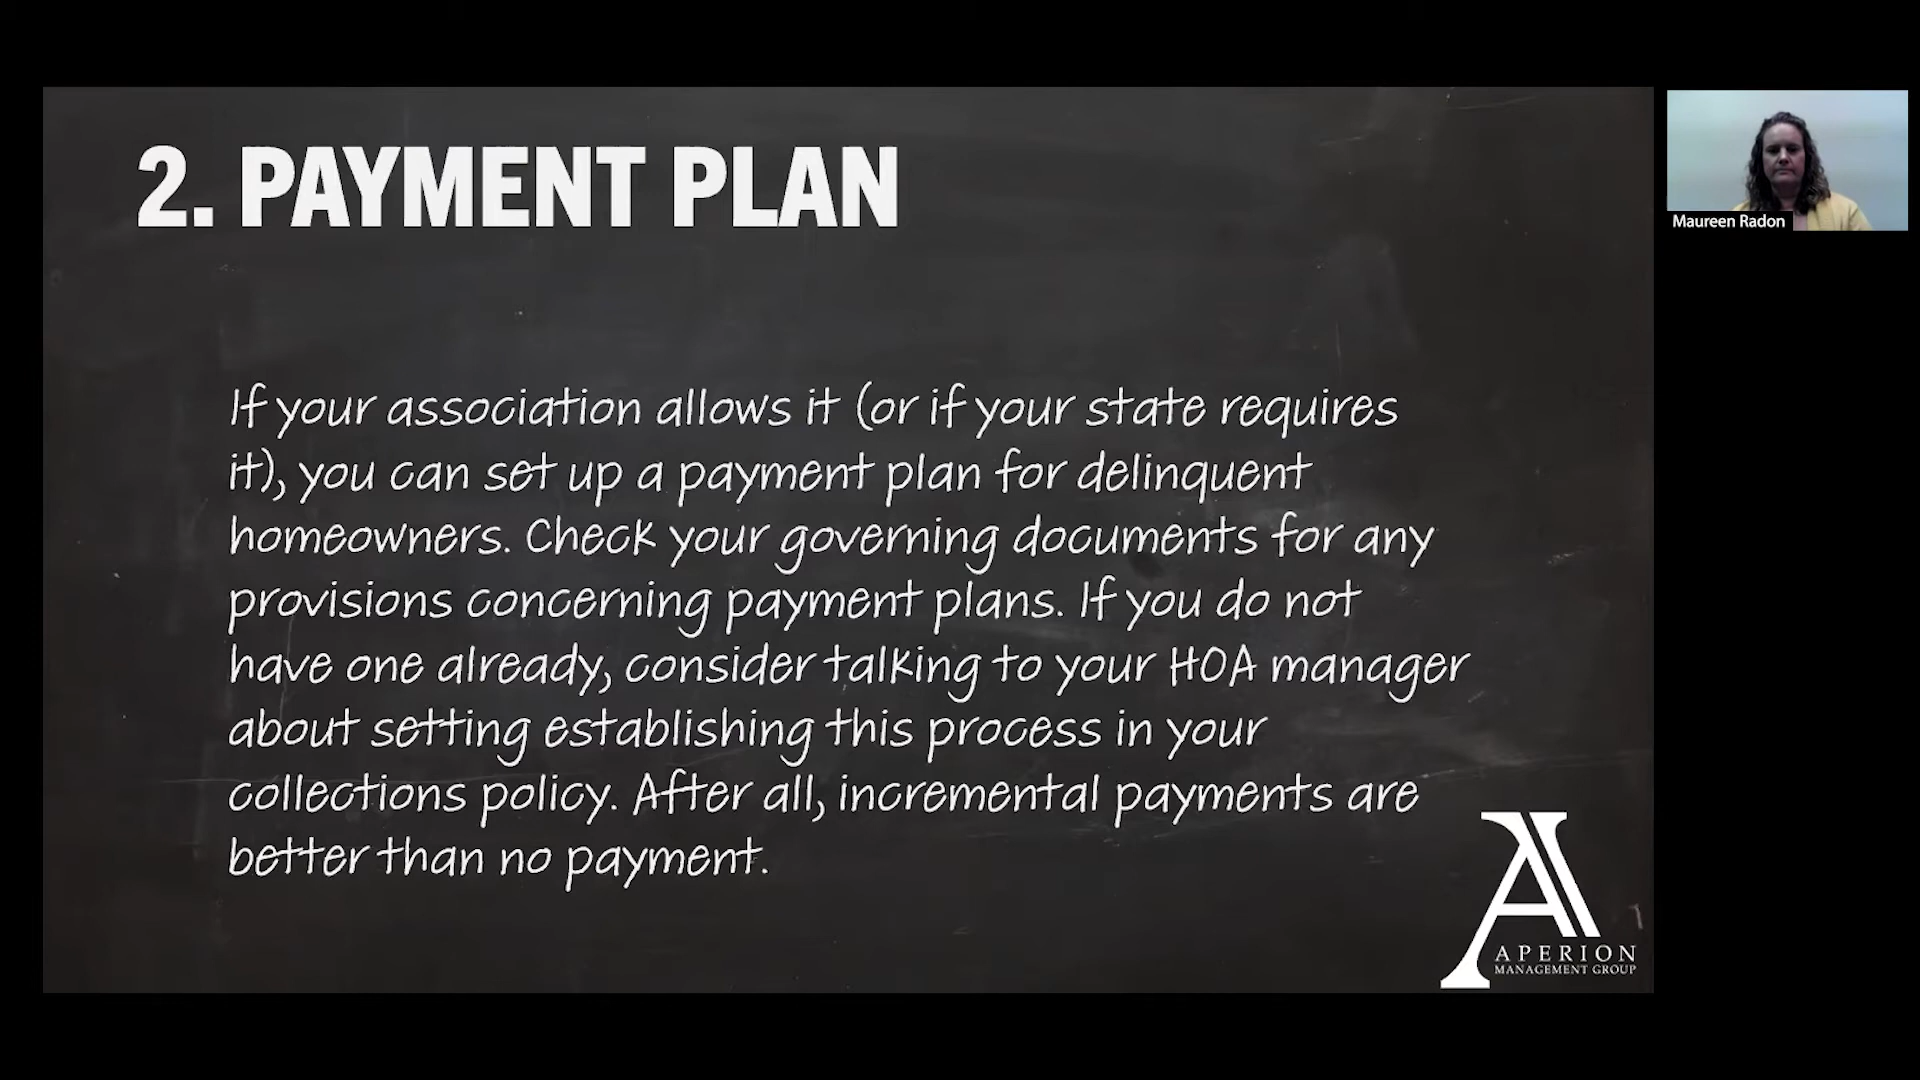 2. PAYMENT PLAN
If your association allows it (or if your state requires
it), you can set up a payment plan for delinquent
homeowners. Check your governing documents for any
provisions concerning payment plans. If you do not
have one already, consider talking to your HOA manager
about setting establishing this process in your
collections policy. After all, incremental payments are
better than no payment.
APERION
MANAGEMENT GROUP
Maureen Radon